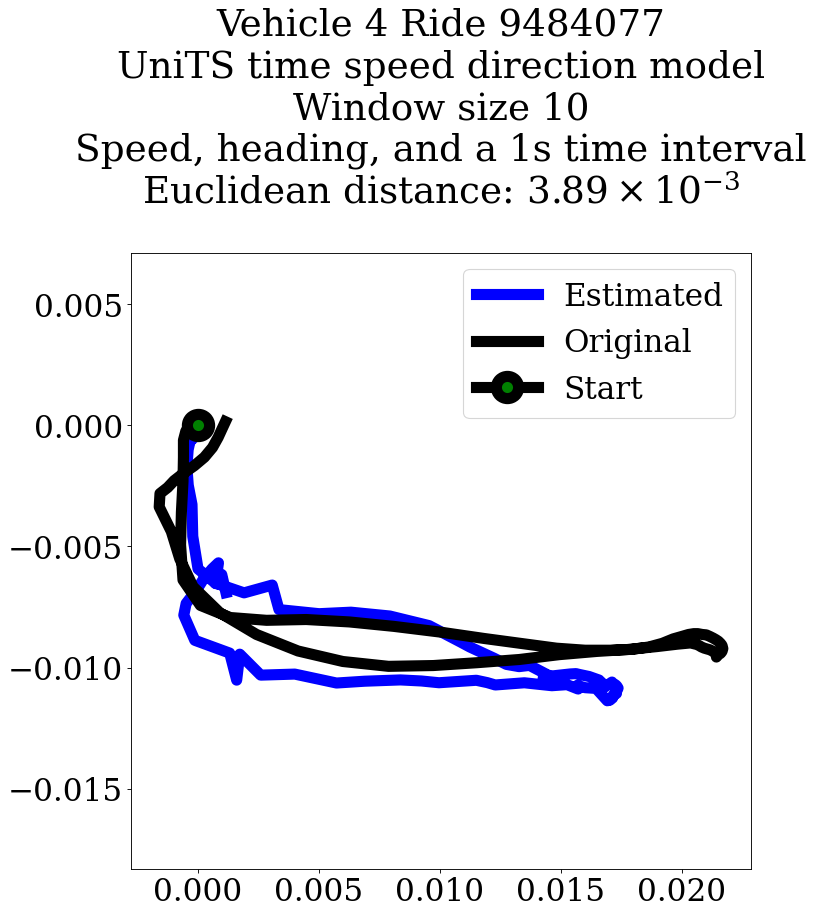 Vehicle 4 Ride 9484077
UniTS time speed direction model
Window size 10
Speed, heading, and a 1s time interval
Euclidean distance: 3.89 × 10⁻³
Estimated
Original
Start
0.005
0.000
−0.005
−0.010
−0.015
0.000 0.005 0.010 0.015 0.020